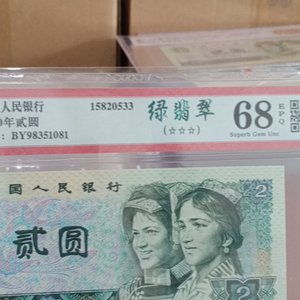 人民银行 15820533 绿翡翠 68 EPQ
年贰圆 (☆☆☆) Superb Gem Unc
: BY98351081
国人民银行
贰圆
2
2